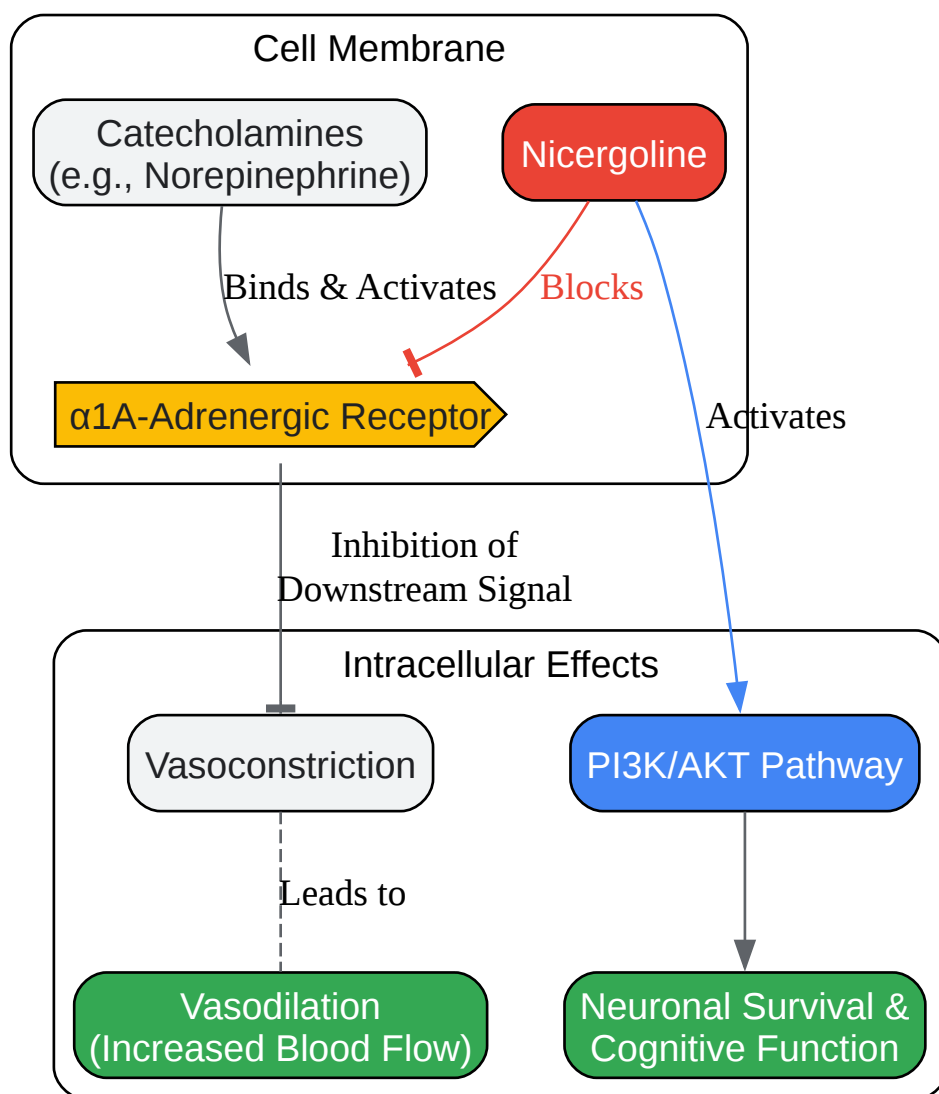 Cell Membrane
Catecholamines
(e.g., Norepinephrine)
Nicergoline
Binds & Activates
Blocks
α1A-Adrenergic Receptor
Activates
Inhibition of
Downstream Signal
Intracellular Effects
Vasoconstriction
PI3K/AKT Pathway
Leads to
Vasodilation
(Increased Blood Flow)
Neuronal Survival &
Cognitive Function